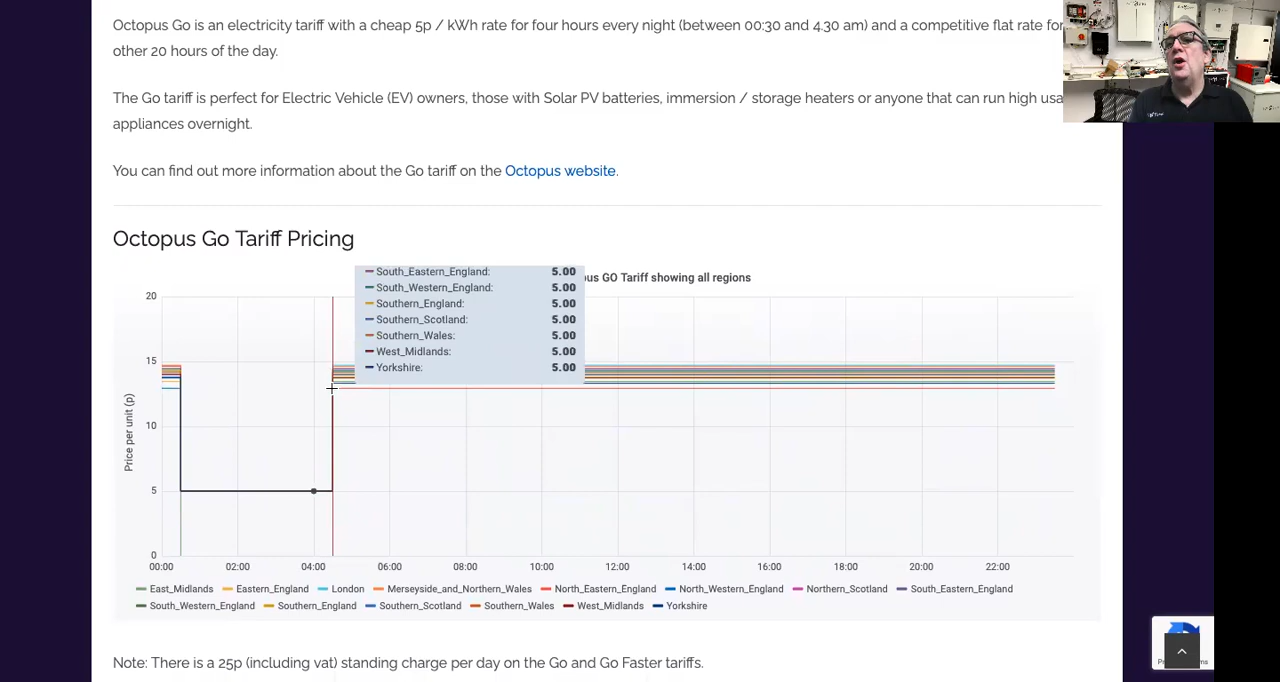 Octopus Go is an electricity tariff with a cheap 5p / kWh rate for four hours every night (between 00:30 and 4.30 am) and a competitive flat rate for
other 20 hours of the day.
The Go tariff is perfect for Electric Vehicle (EV) owners, those with Solar PV batteries, immersion / storage heaters or anyone that can run high usa
appliances overnight.
You can find out more information about the Go tariff on the Octopus website.
Octopus Go Tariff Pricing
us GO Tariff showing all regions
South_Eastern_England: 5.00
South_Western_England: 5.00
Southern_England: 5.00
Southern_Scotland: 5.00
Southern_Wales: 5.00
West_Midlands: 5.00
Yorkshire: 5.00
Price per unit (p)
20
15
10
5
0
00:00 02:00 04:00 06:00 08:00 10:00 12:00 14:00 16:00 18:00 20:00 22:00
East_Midlands Eastern_England London Merseyside_and_Northern_Wales North_Eastern_England North_Western_England Northern_Scotland South_Eastern_England
South_Western_England Southern_England Southern_Scotland Southern_Wales West_Midlands Yorkshire
Note: There is a 25p (including vat) standing charge per day on the Go and Go Faster tariffs.